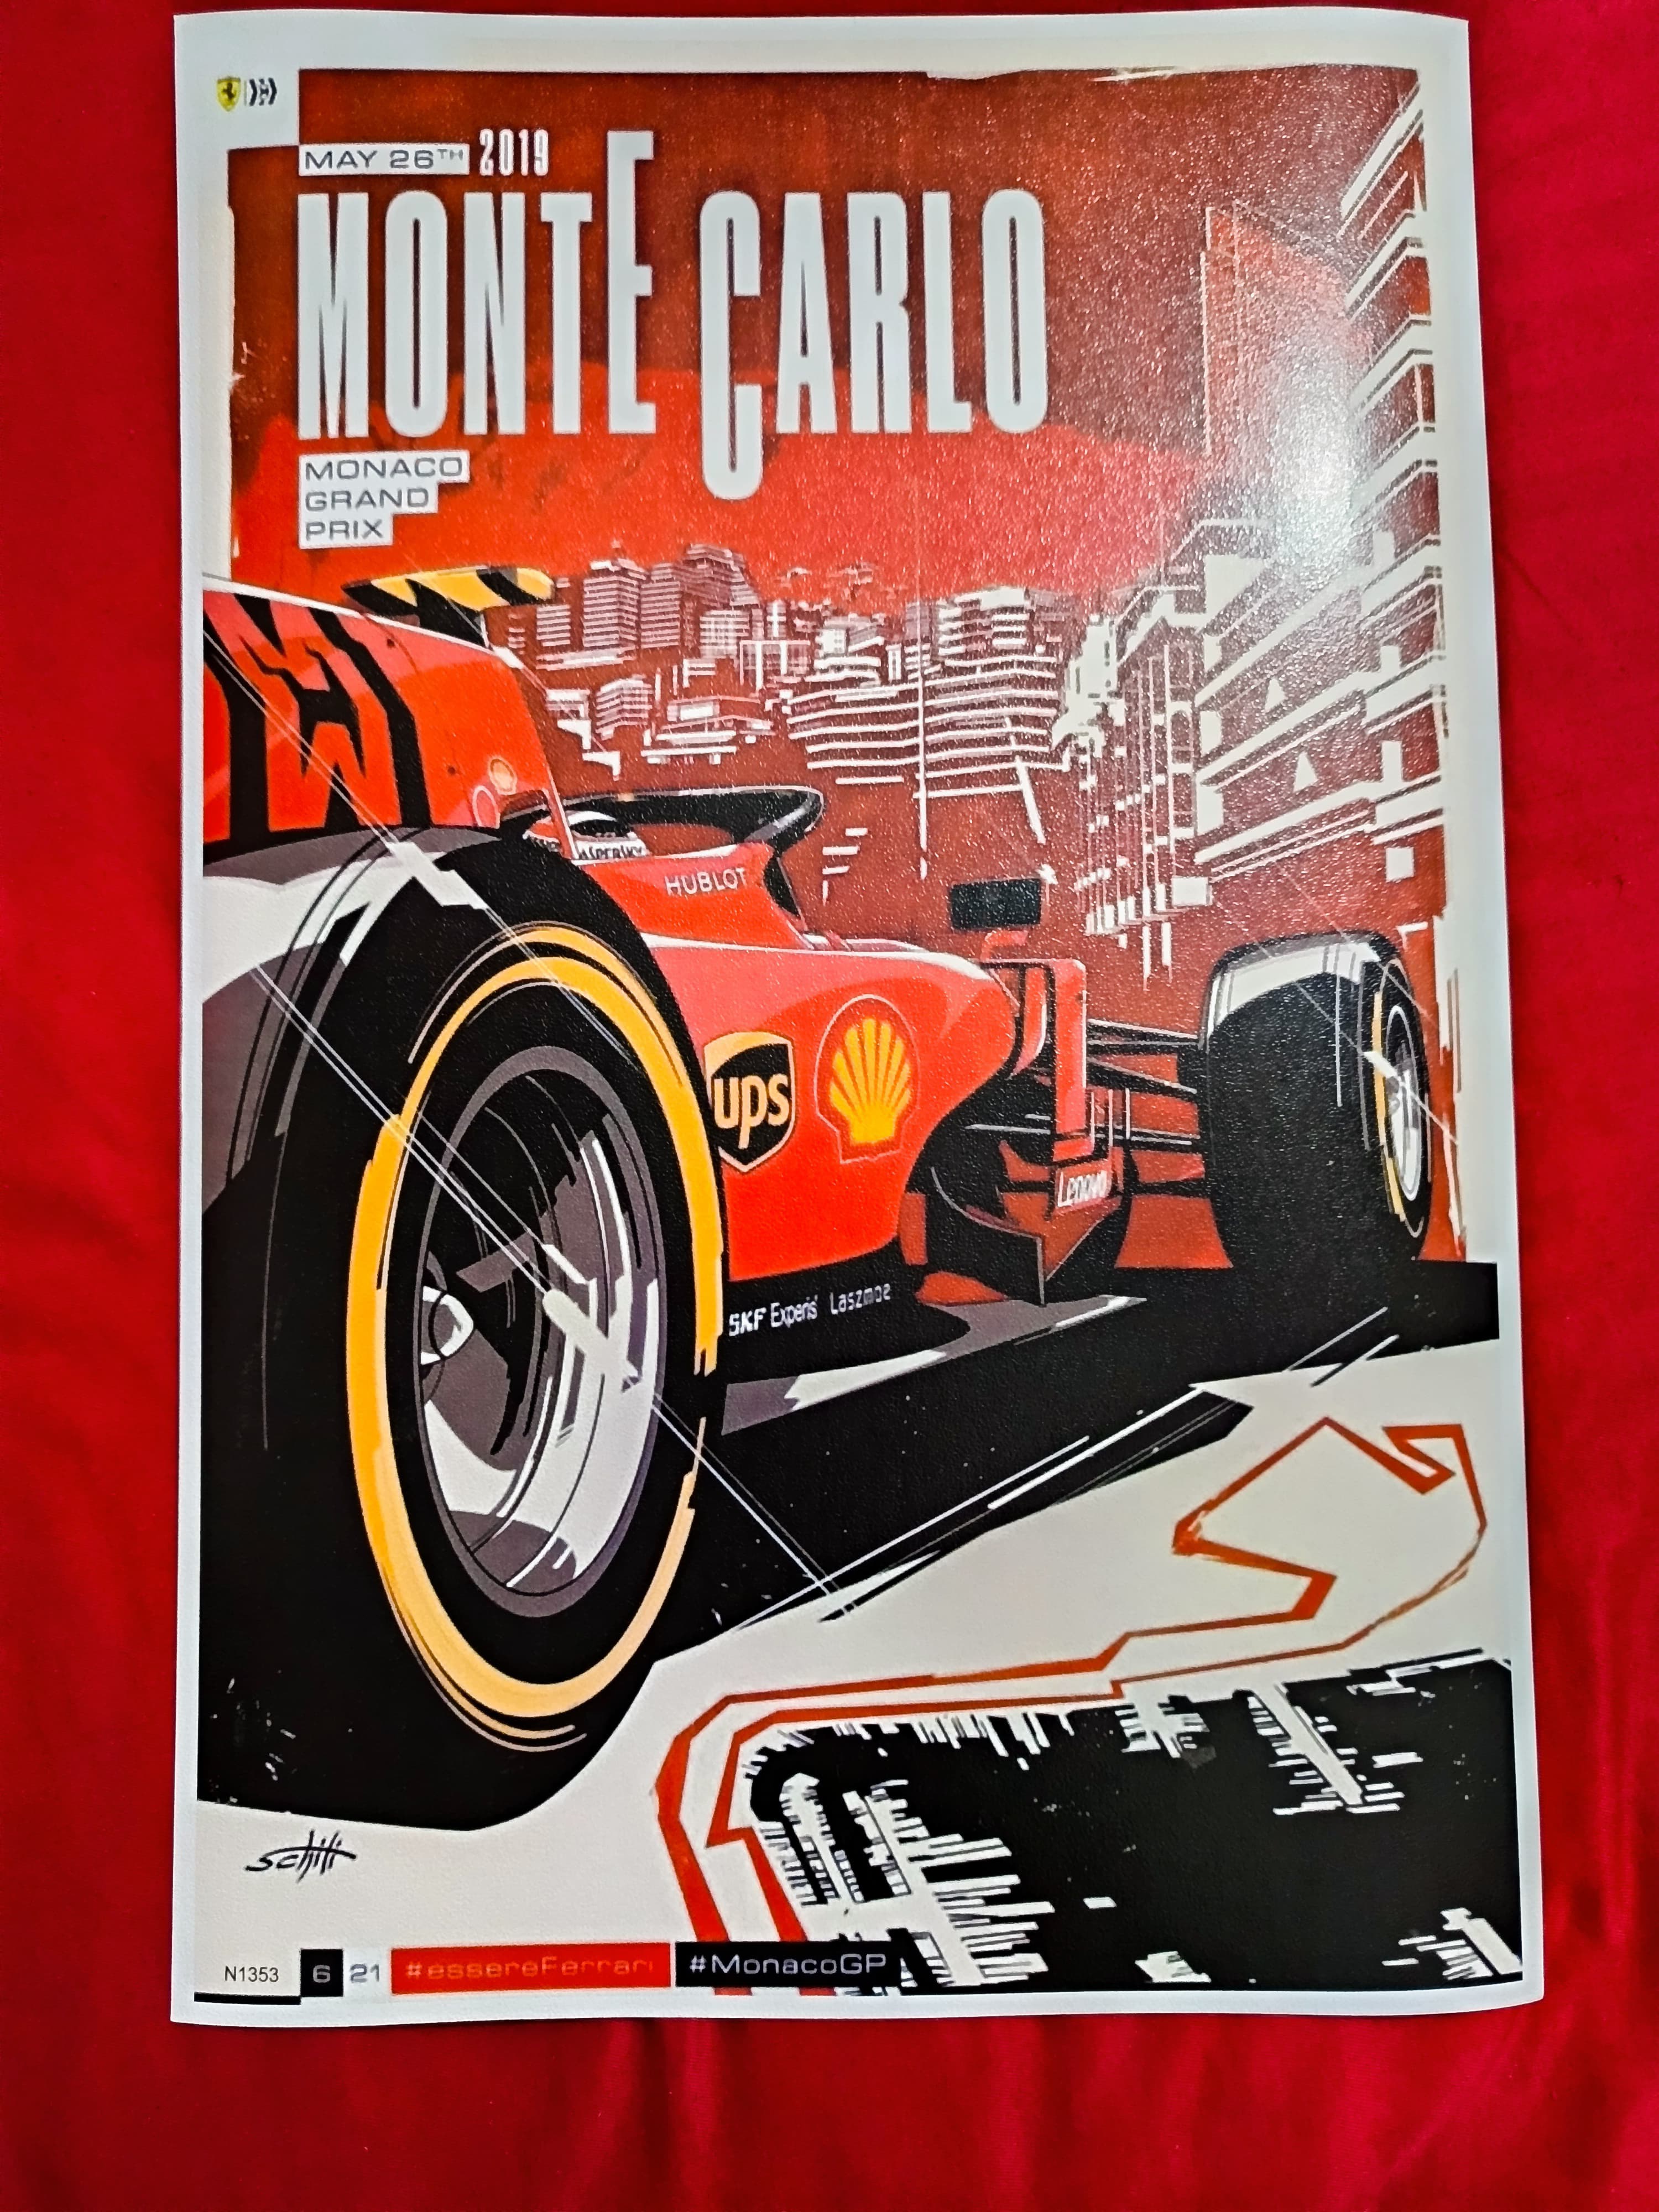 MAY 26TH 2019
MONTE CARLO
MONACO
GRAND
PRIX
HUBLOT
ups
Lenovo
SKF Experis
#essereFerrari
#MonacoGP
N1353
6 21